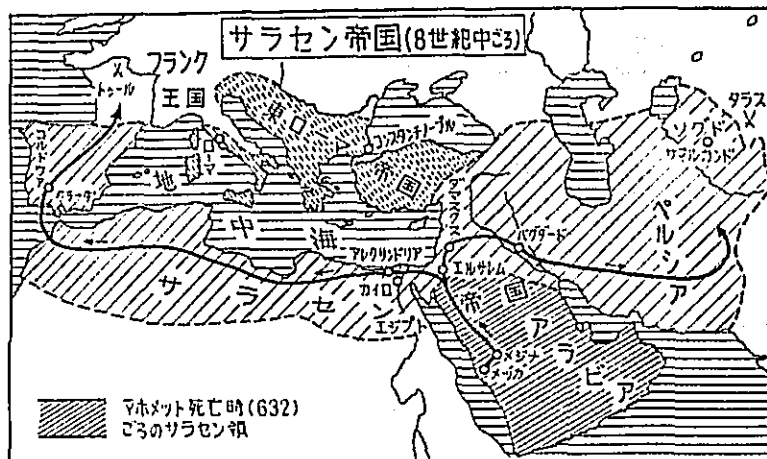 サラセン帝国(8世紀中ごろ)
フランク
王国
トゥール
コルドヴァ
グラナダ
ローマ
東ローマ帝国
コンスタンチノープル
地中海
ダマスクス
バグダード
ペルシア
ソグド
サマルカンド
タラス
アレクサンドリア
カイロ
エジプト
エルサレム
サラセン帝国
アラビア
メジナ
メッカ
マホメット死亡時(632)
ごろのサラセン領